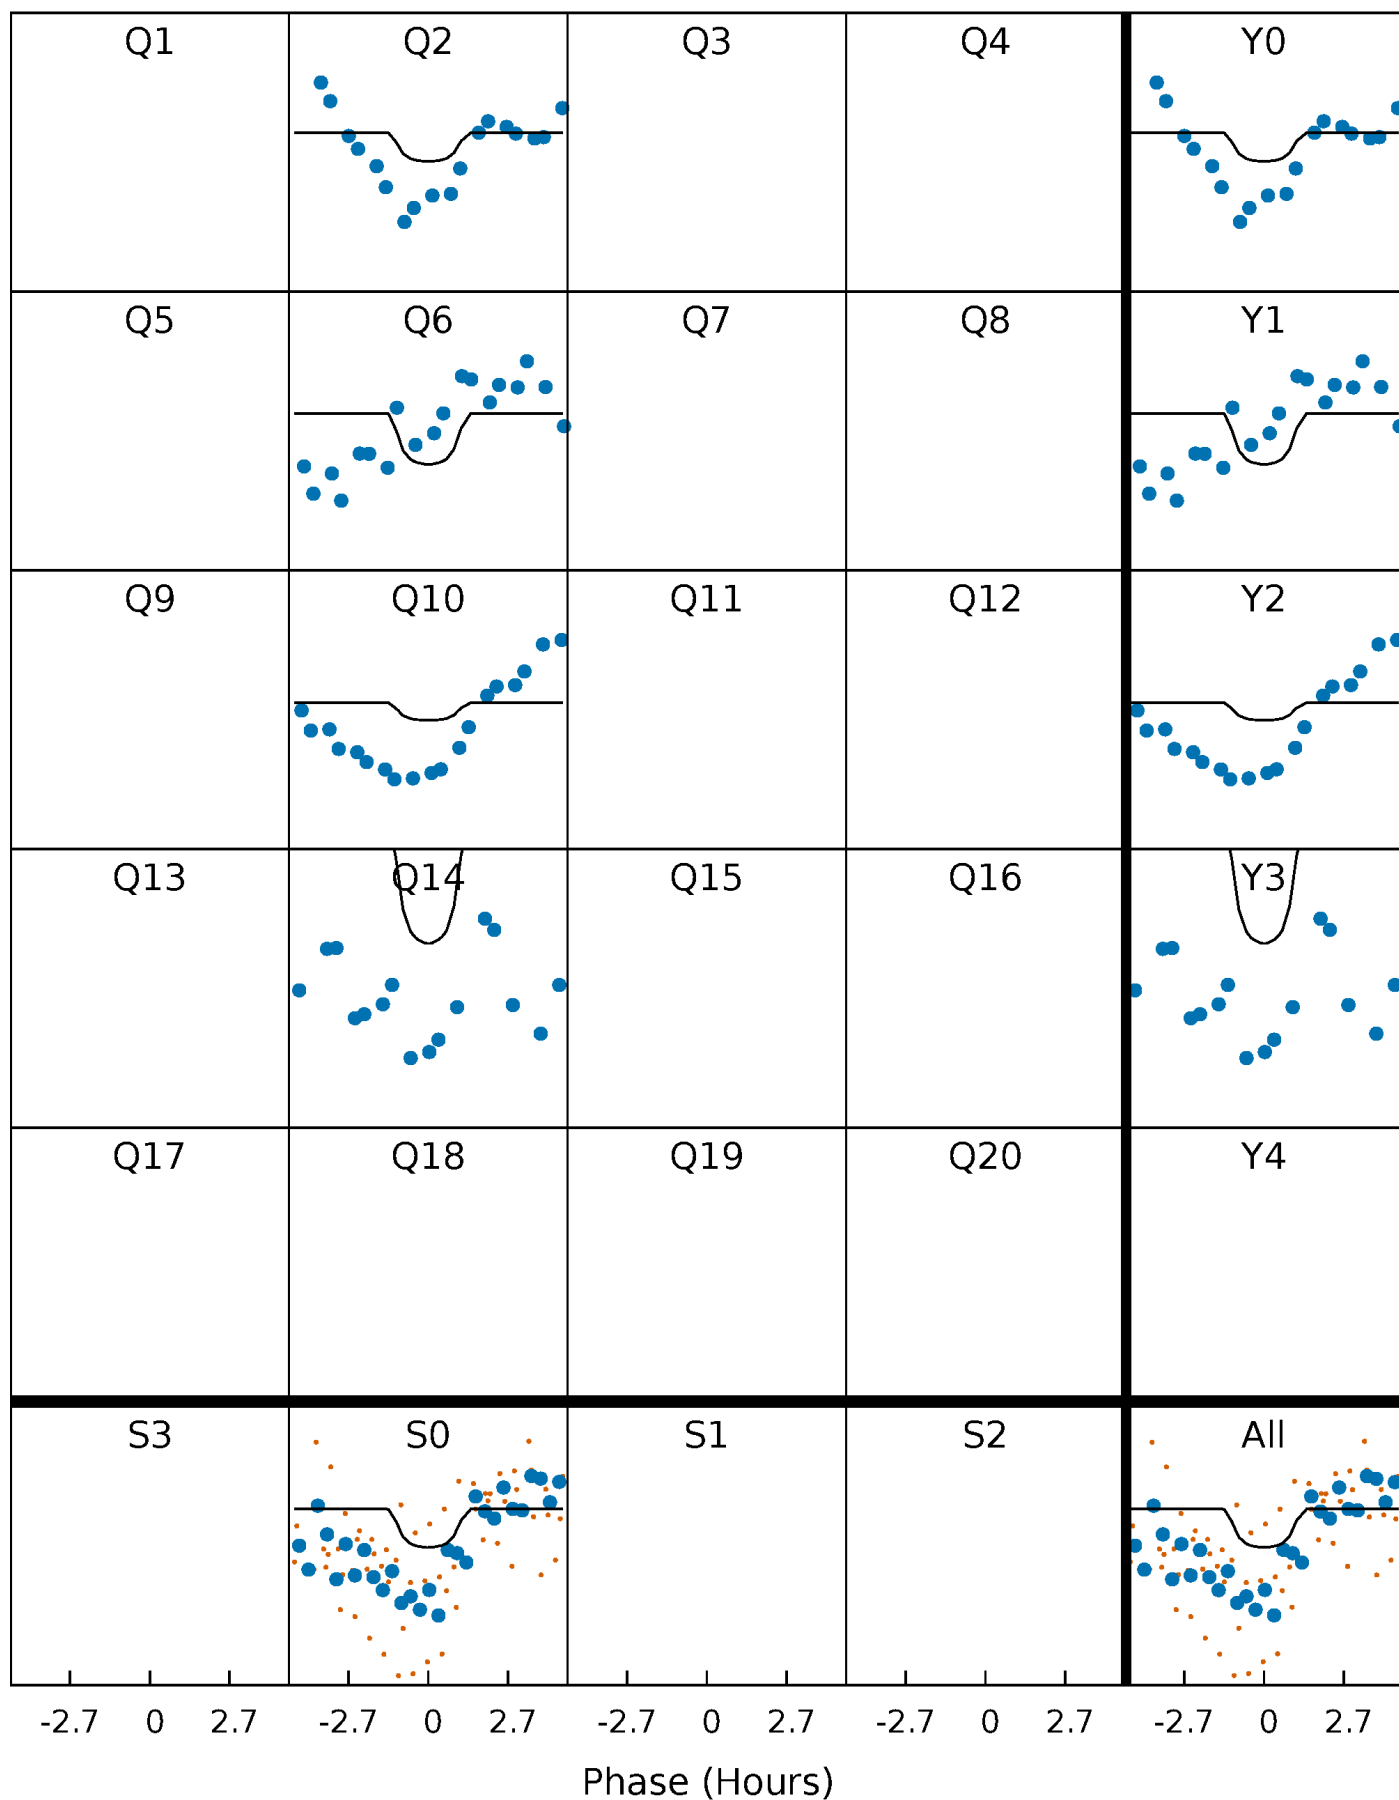 Q1 Q2 Q3 Q4 Y0
Q5 Q6 Q7 Q8 Y1
Q9 Q10 Q11 Q12 Y2
Q13 Q14 Q15 Q16 Y3
Q17 Q18 Q19 Q20 Y4
S3 S0 S1 S2 All
-2.7 0 2.7 -2.7 0 2.7 -2.7 0 2.7 -2.7 0 2.7 -2.7 0 2.7
Phase (Hours)